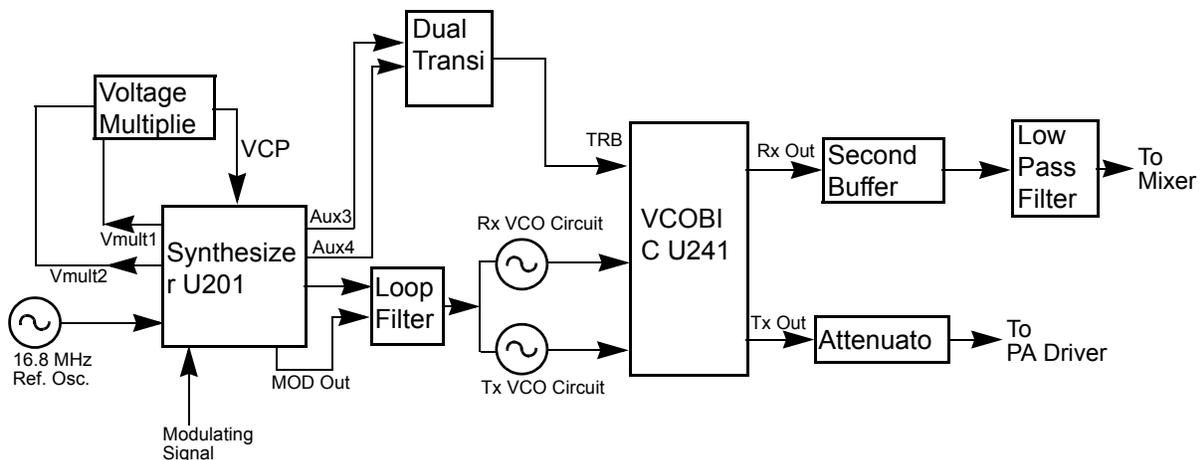 Dual
Transi
Voltage
Multiplie
VCP
TRB
Rx Out
Second
Buffer
Low
Pass
Filter
To
Mixer
Vmult1
Vmult2
Synthesize
r U201
Aux3
Aux4
Rx VCO Circuit
VCOBI
C U241
Loop
Filter
16.8 MHz
Ref. Osc.
MOD Out
Tx VCO Circuit
Tx Out
Attenuato
To
PA Driver
Modulating
Signal